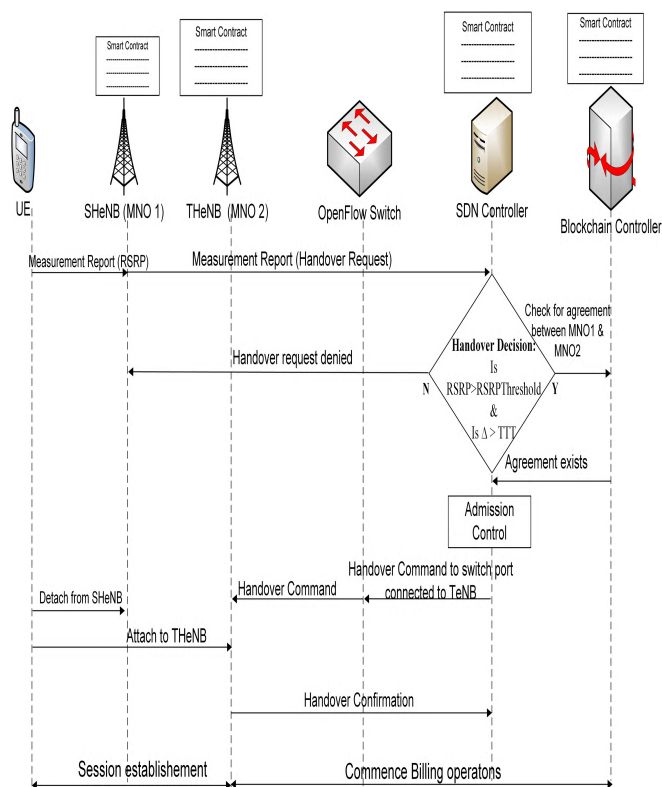 Smart Contract
Smart Contract
Smart Contract
Smart Contract
UE
SHeNB (MNO 1)
THeNB (MNO 2)
OpenFlow Switch
SDN Controller
Blockchain Controller
Measurement Report (RSRP)
Measurement Report (Handover Request)
Check for agreement
between MNO1 &
MNO2
Handover Decision:
Is
RSRP>RSRPThreshold
&
Is Δ > TTT
N
Y
Handover request denied
Agreement exists
Admission
Control
Handover Command to switch port
connected to TeNB
Handover Command
Detach from SHeNB
Attach to THeNB
Handover Confirmation
Session establishement
Commence Billing operatons